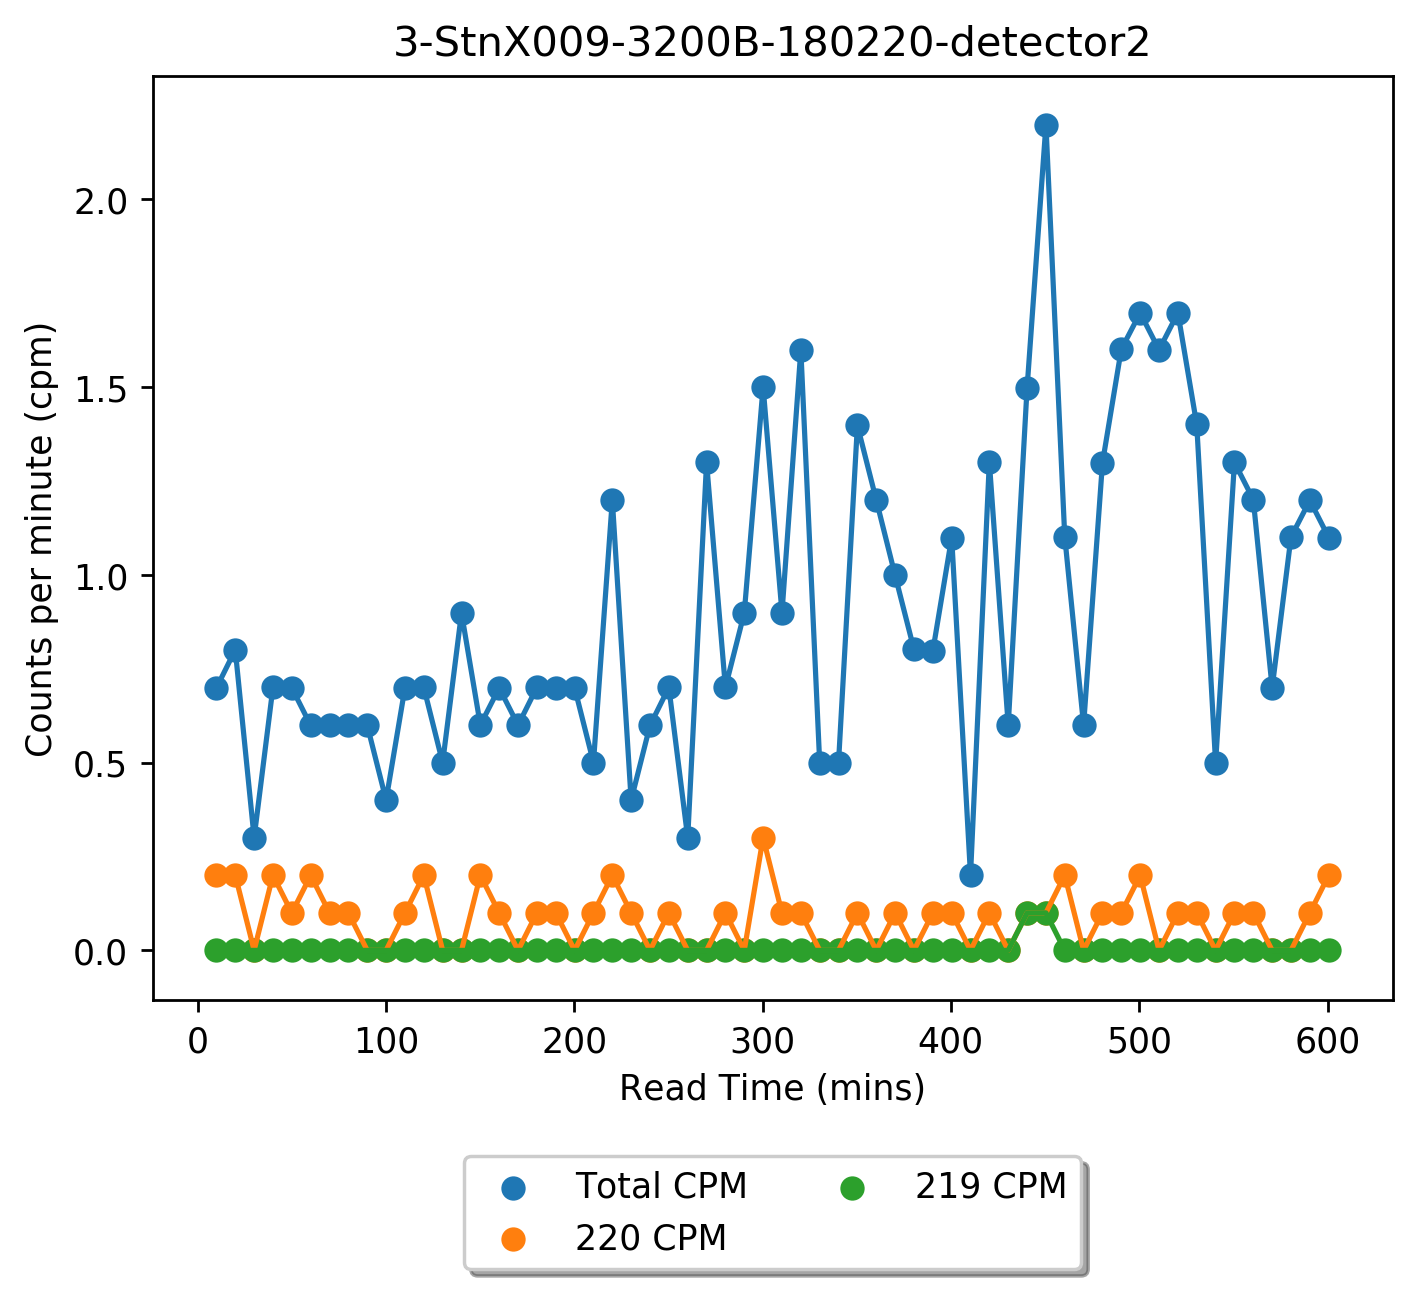 3-StnX009-3200B-180220-detector2
Counts per minute (cpm)
2.0
1.5
1.0
0.5
0.0
0 100 200 300 400 500 600
Read Time (mins)
Total CPM 219 CPM
220 CPM